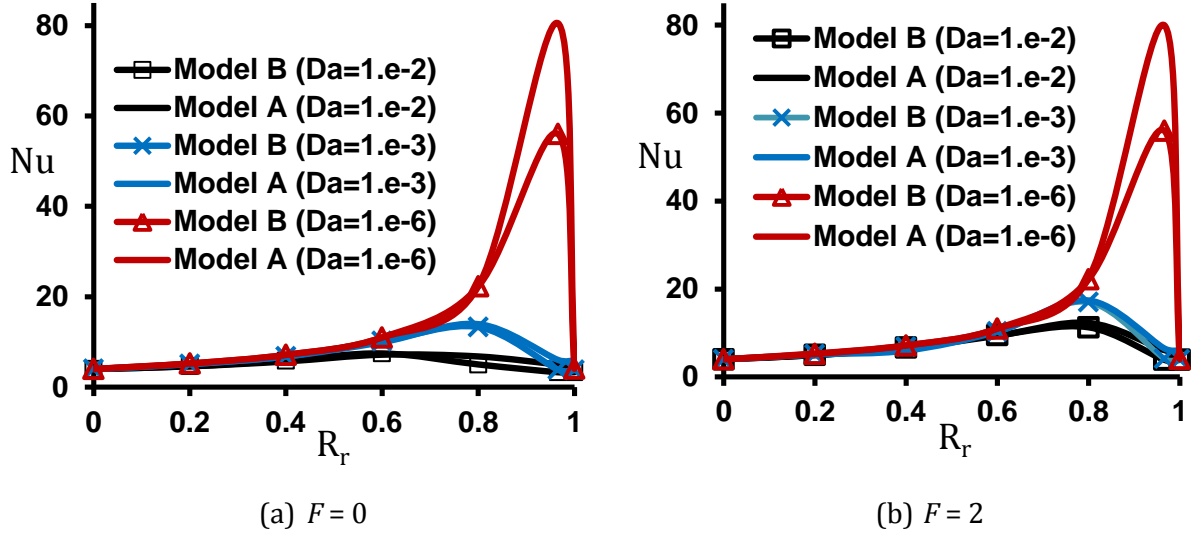 80
60
Nu
40
20
0
0
0.2
0.4
0.6
0.8
1
Rr
Model B (Da=1.e-2)
Model A (Da=1.e-2)
Model B (Da=1.e-3)
Model A (Da=1.e-3)
Model B (Da=1.e-6)
Model A (Da=1.e-6)
(a) F = 0
80
60
Nu
40
20
0
0
0.2
0.4
0.6
0.8
1
Rr
Model B (Da=1.e-2)
Model A (Da=1.e-2)
Model B (Da=1.e-3)
Model A (Da=1.e-3)
Model B (Da=1.e-6)
Model A (Da=1.e-6)
(b) F = 2